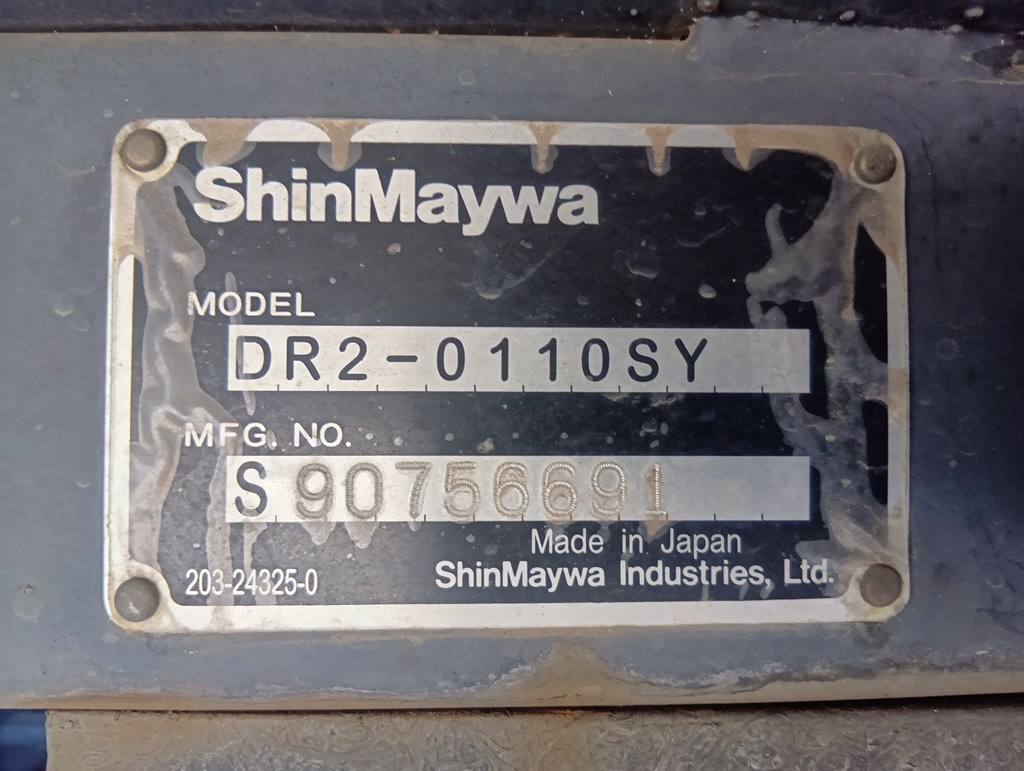 ShinMaywa
MODEL
DR2-0110SY
MFG. NO.
S 90756691
Made in Japan
203-24325-0
ShinMaywa Industries, Ltd.